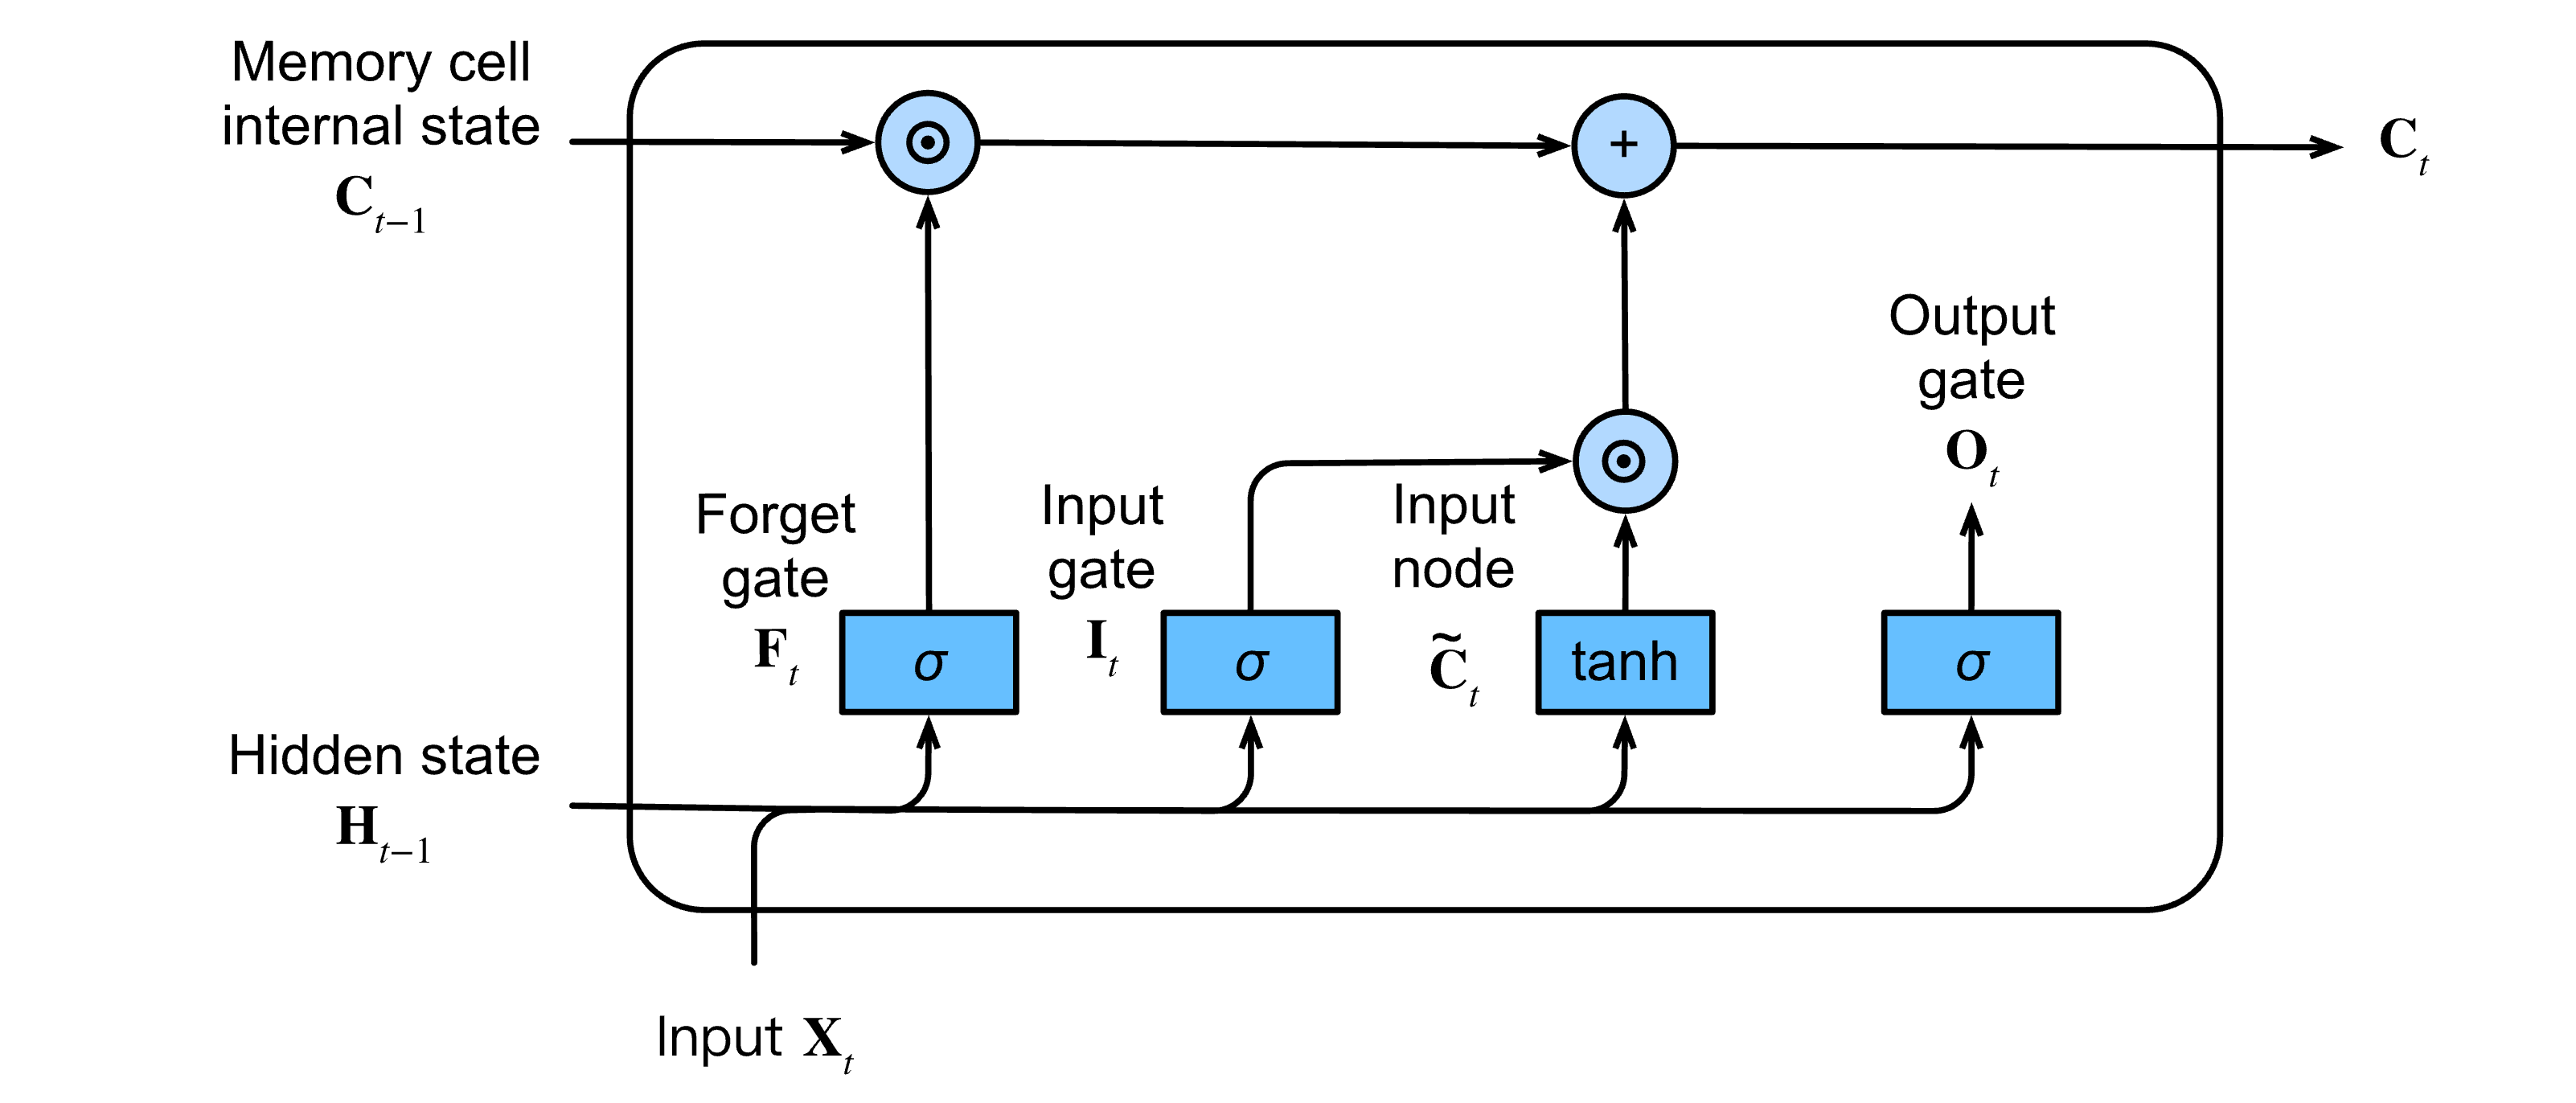 Memory cell
internal state
C_{t−1}
⊙
+
C_t
Output
gate
O_t
⊙
Forget
gate
F_t
Input
gate
I_t
Input
node
C̃_t
σ
σ
tanh
σ
Hidden state
H_{t−1}
Input X_t